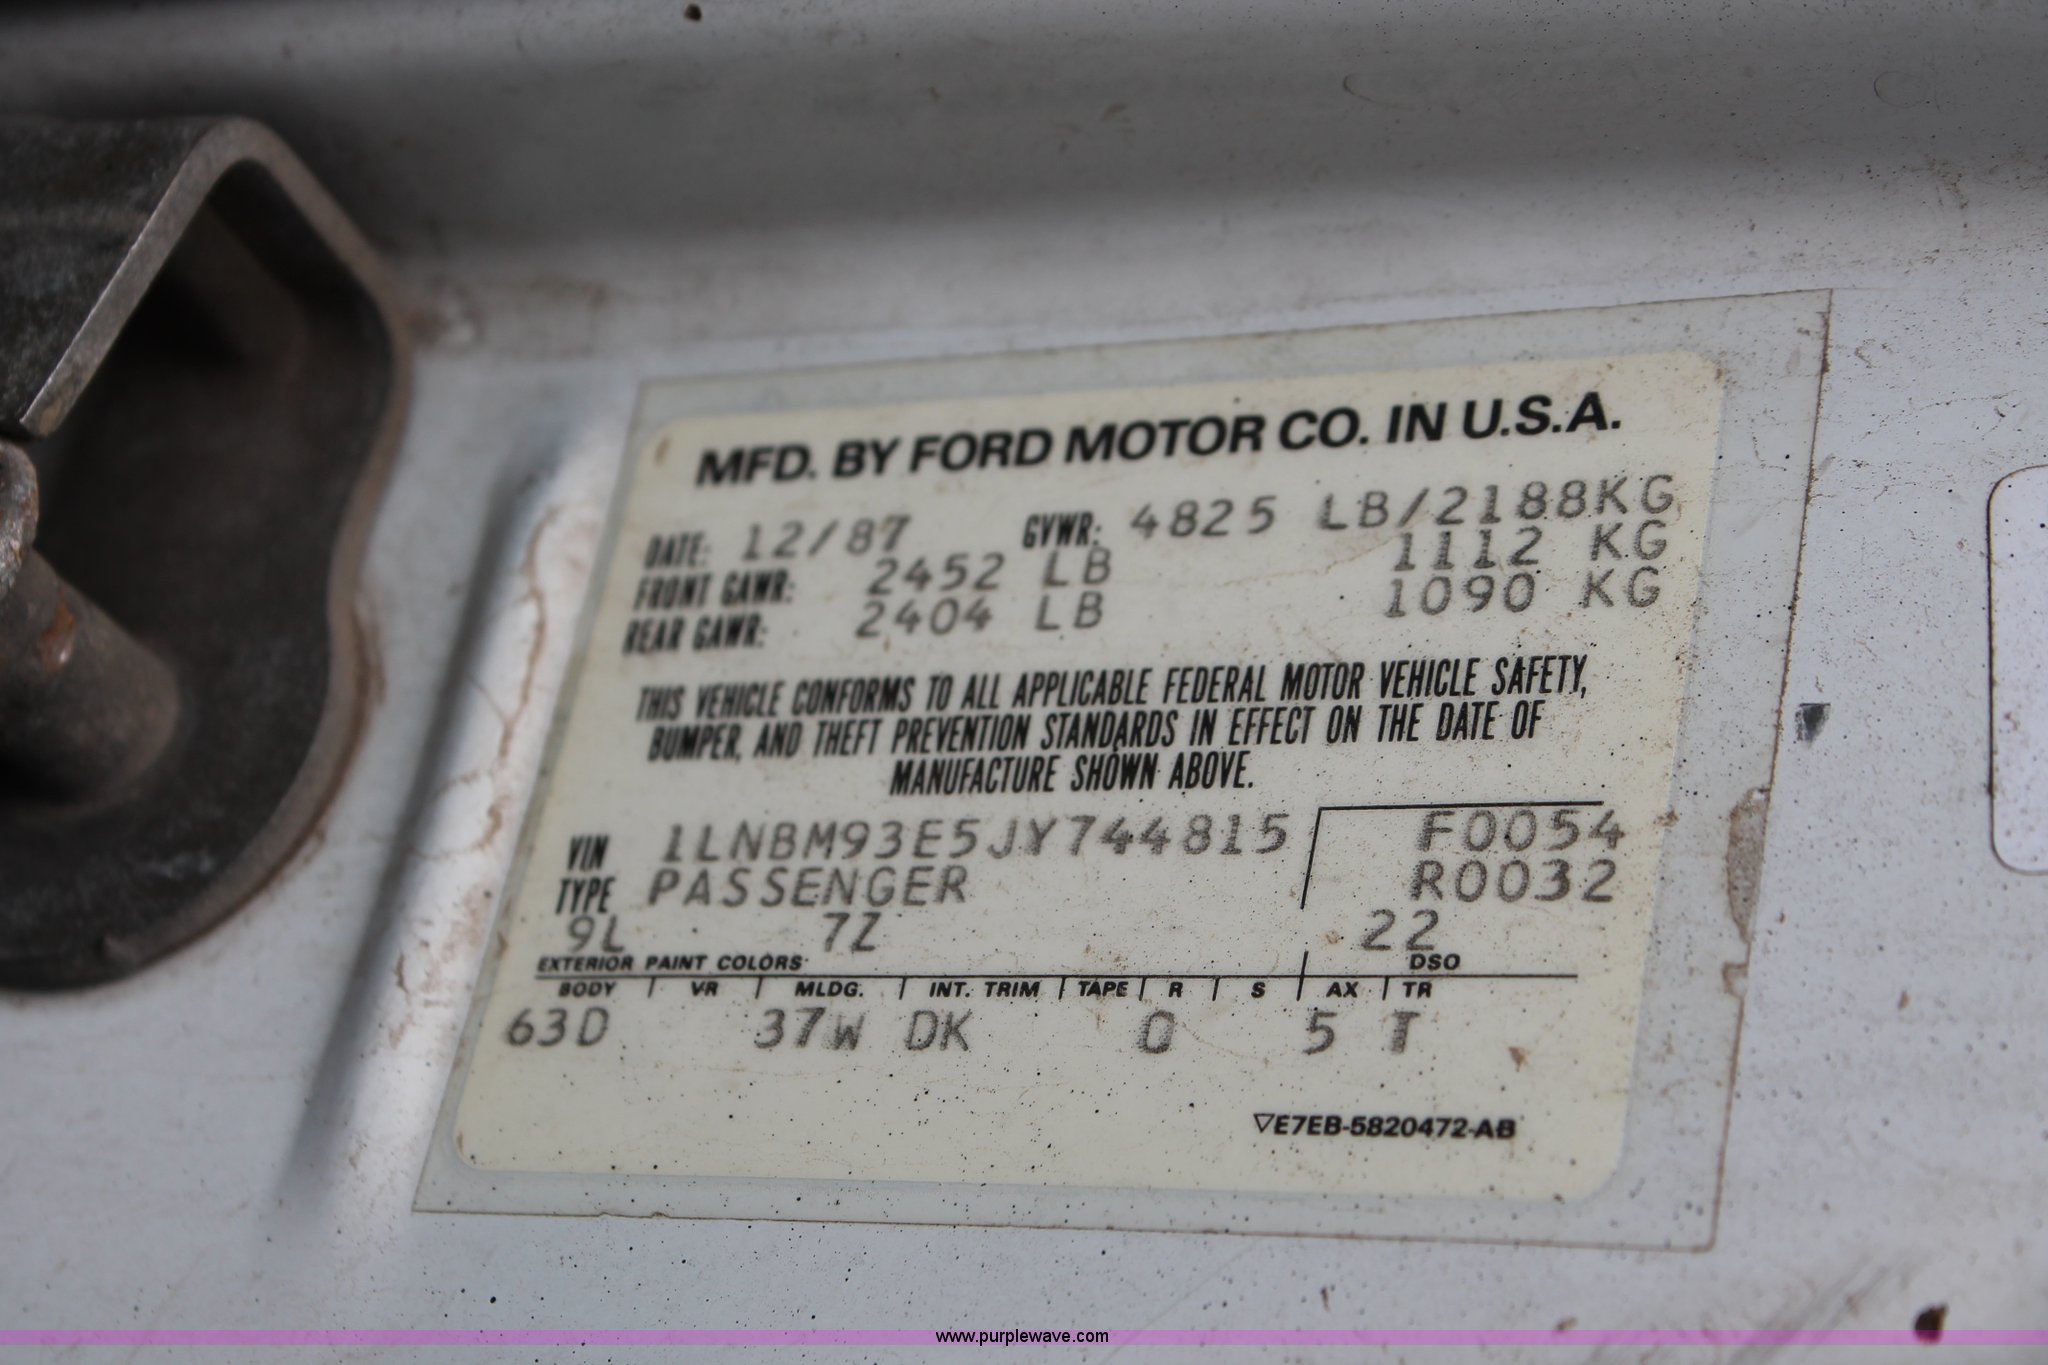 MFD. BY FORD MOTOR CO. IN U.S.A.
DATE: 12/87 GVWR: 4825 LB/2188KG
FRONT GAWR: 2452 LB 1112 KG
REAR GAWR: 2404 LB 1090 KG
THIS VEHICLE CONFORMS TO ALL APPLICABLE FEDERAL MOTOR VEHICLE SAFETY,
BUMPER, AND THEFT PREVENTION STANDARDS IN EFFECT ON THE DATE OF
MANUFACTURE SHOWN ABOVE.
VIN 1LNBM93E5JY744815 F0054
TYPE PASSENGER R0032
9L 7Z 22
EXTERIOR PAINT COLORS DSO
BODY VR MLDG. INT. TRIM TAPE R S AX TR
63D 37W DK Q 5 T
▽E7EB-5820472-AB
www.purplewave.com